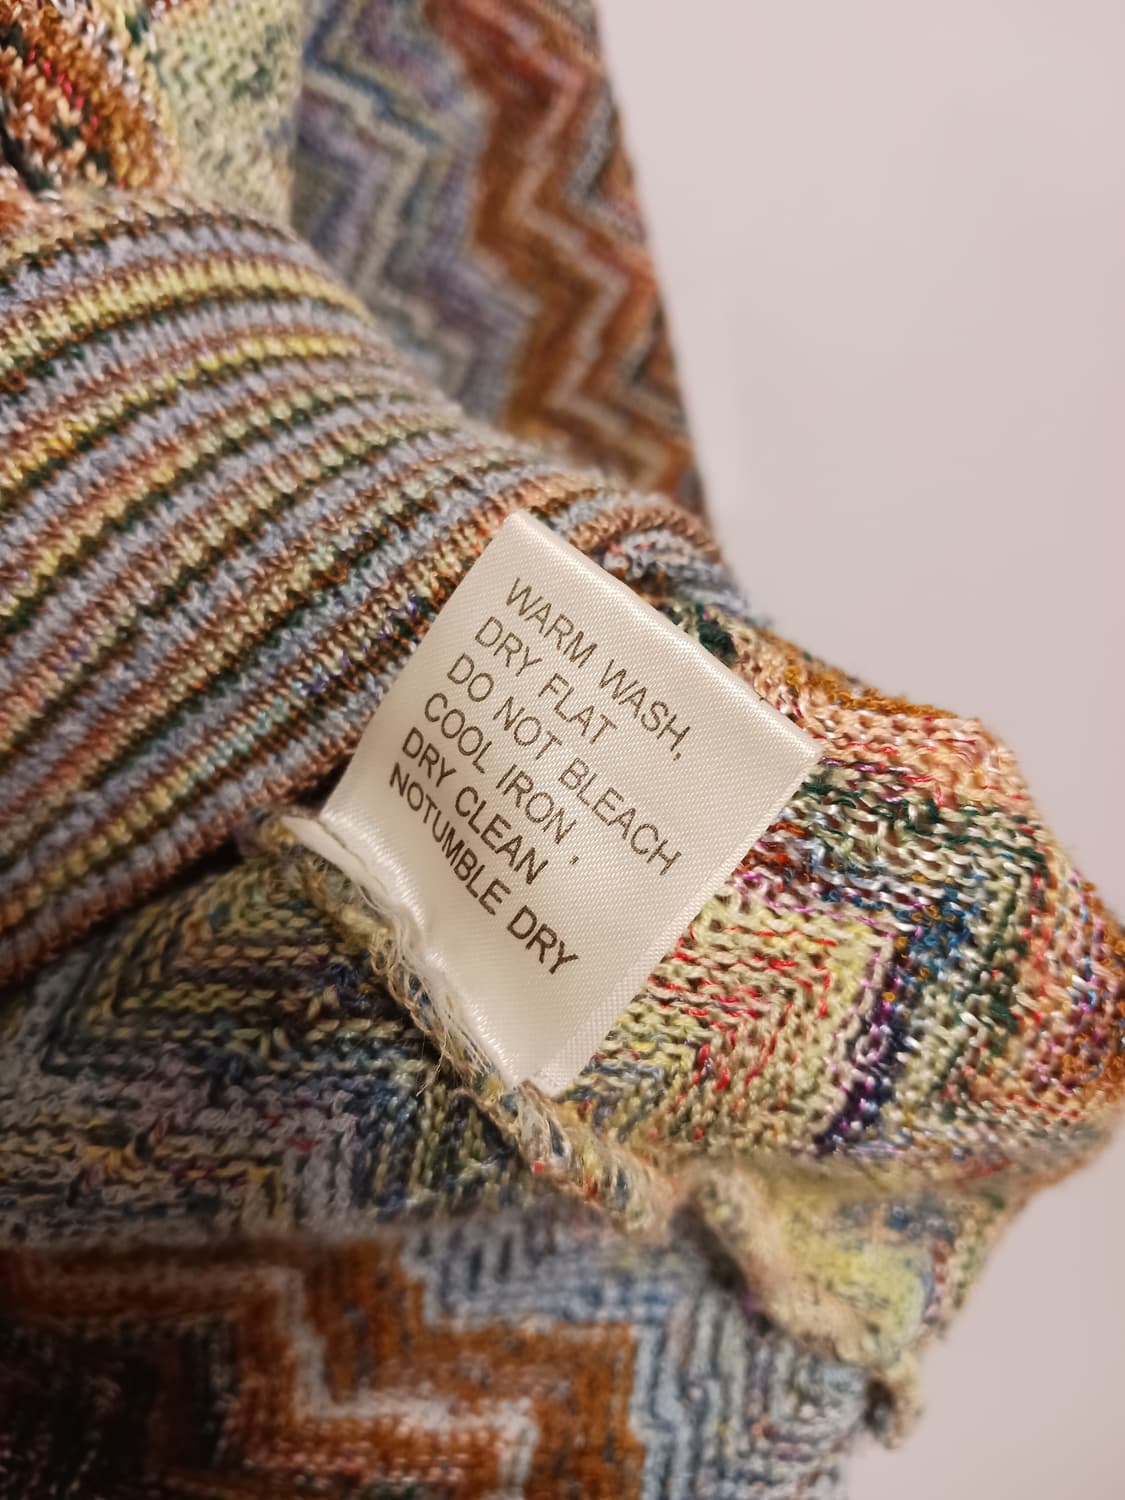 WARM WASH,
DRY FLAT
DO NOT BLEACH
COOL IRON .
DRY CLEAN
NOTUMBLE DRY